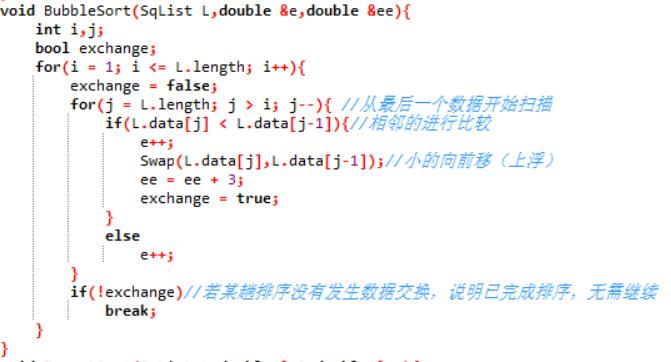 void BubbleSort(SqList L,double &e,double &ee){
int i,j;
bool exchange;
for(i = 1; i <= L.length; i++){
exchange = false;
for(j = L.length; j > i; j--){ //从最后一个数据开始扫描
if(L.data[j] < L.data[j-1]){//相邻的进行比较
e++;
Swap(L.data[j],L.data[j-1]);//小的向前移（上浮）
ee = ee + 3;
exchange = true;
}
else
e++;
}
if(!exchange)//若某趟排序没有发生数据交换，说明已完成排序，无需继续
break;
}
}